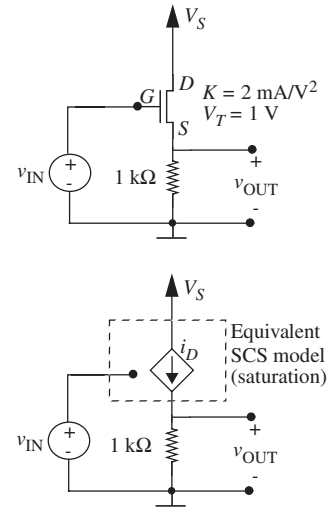 V_S
D
G
K = 2 mA/V²
V_T = 1 V
S
+
v_IN
+
-
1 kΩ
v_OUT
-
V_S
i_D
Equivalent
SCS model
(saturation)
+
v_IN
+
-
1 kΩ
v_OUT
-